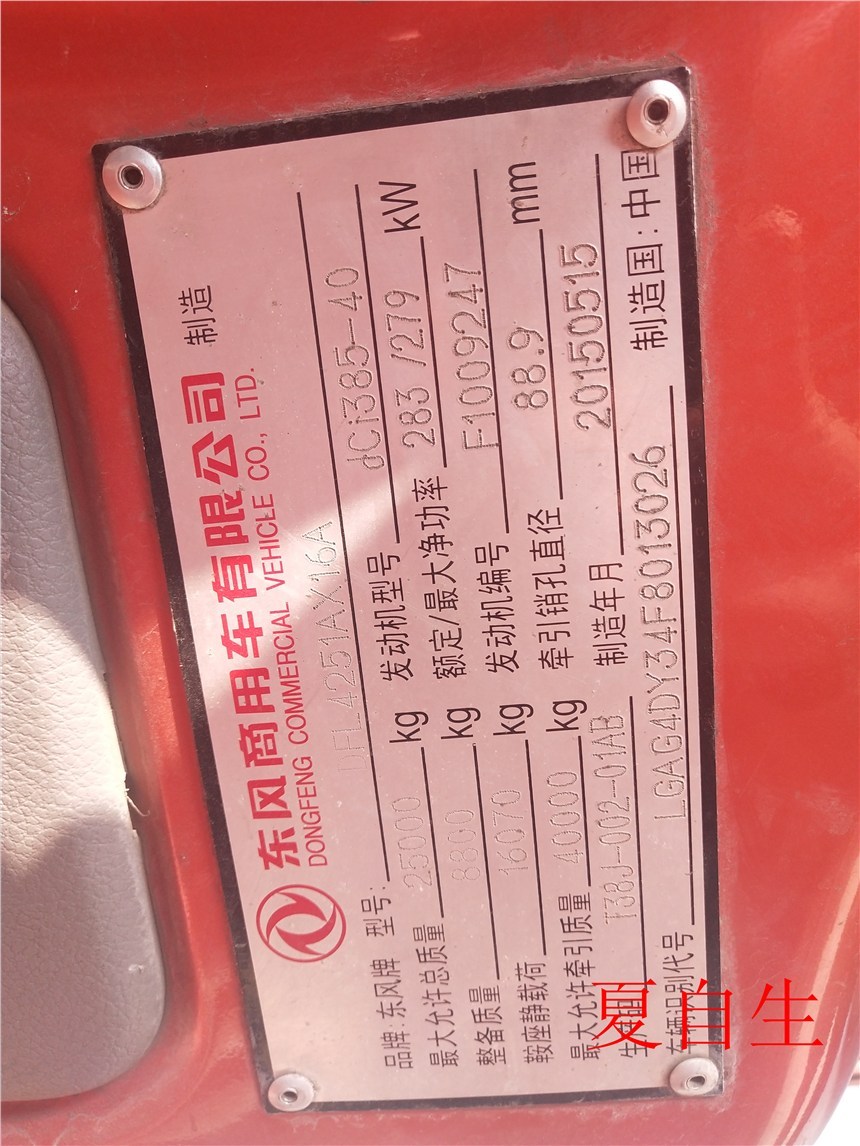 东风商用车有限公司 制造
DONGFENG COMMERCIAL VEHICLE CO., LTD.
品牌:东风牌 型号: DFL4251AX16A
最大允许总质量 25000 kg 发动机型号 dCi385-40
整备质量 8800 kg 额定/最大净功率 283 /279 kW
鞍座静载荷 16070 kg 发动机编号 F1009247
最大允许牵引质量 40000 kg 牵引销孔直径 88.9 mm
T38J-002-01AB 制造年月 20150515
车辆识别代号 LGAG4DY34F8013026 制造国:中国
夏自生